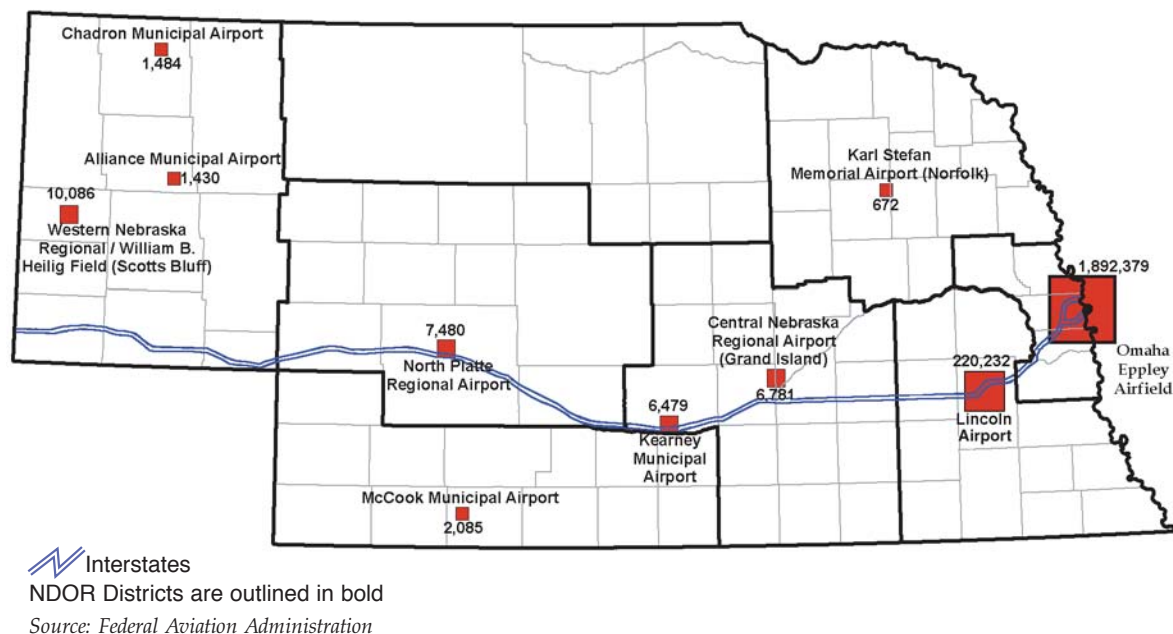 Chadron Municipal Airport
1,484
Alliance Municipal Airport
1,430
10,086
Western Nebraska
Regional / William B.
Heilig Field (Scotts Bluff)
Karl Stefan
Memorial Airport (Norfolk)
672
1,892,379
Omaha
Eppley
Airfield
7,480
North Platte
Regional Airport
Central Nebraska
Regional Airport
(Grand Island)
6,781
220,232
Lincoln
Airport
6,479
Kearney
Municipal
Airport
McCook Municipal Airport
2,085
Interstates
NDOR Districts are outlined in bold
Source: Federal Aviation Administration